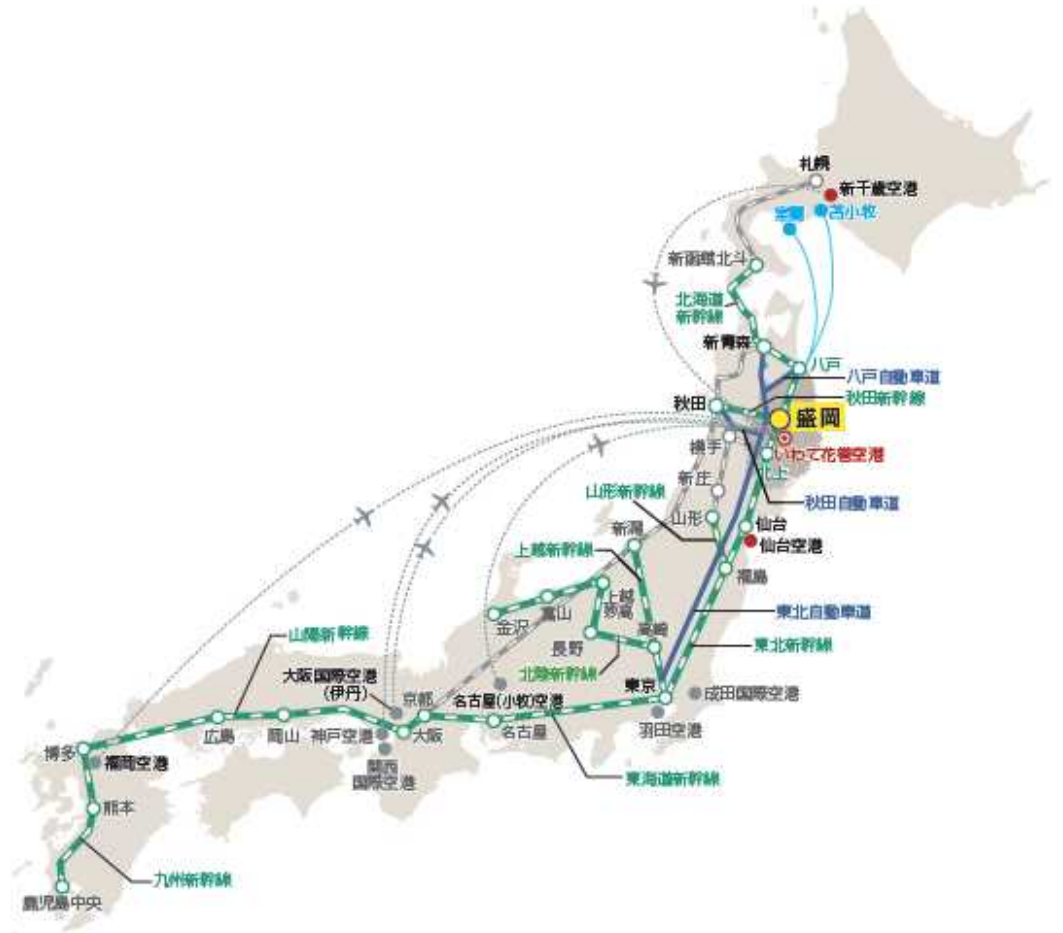 札幌
新千歳空港
室蘭
苫小牧
新函館北斗
北海道
新幹線
新青森
八戸
八戸自動車道
秋田新幹線
秋田
盛岡
横手
いわて花巻空港
北上
新庄
山形新幹線
秋田自動車道
山形
仙台
仙台空港
新潟
上越新幹線
福島
上越
妙高
東北自動車道
富山
金沢
高崎
山陽新幹線
長野
東北新幹線
北陸新幹線
大阪国際空港
(伊丹)
京都
名古屋(小牧)空港
東京
成田国際空港
広島
岡山
神戸空港
大阪
名古屋
羽田空港
博多
福岡空港
関西
国際空港
東海道新幹線
熊本
九州新幹線
鹿児島中央